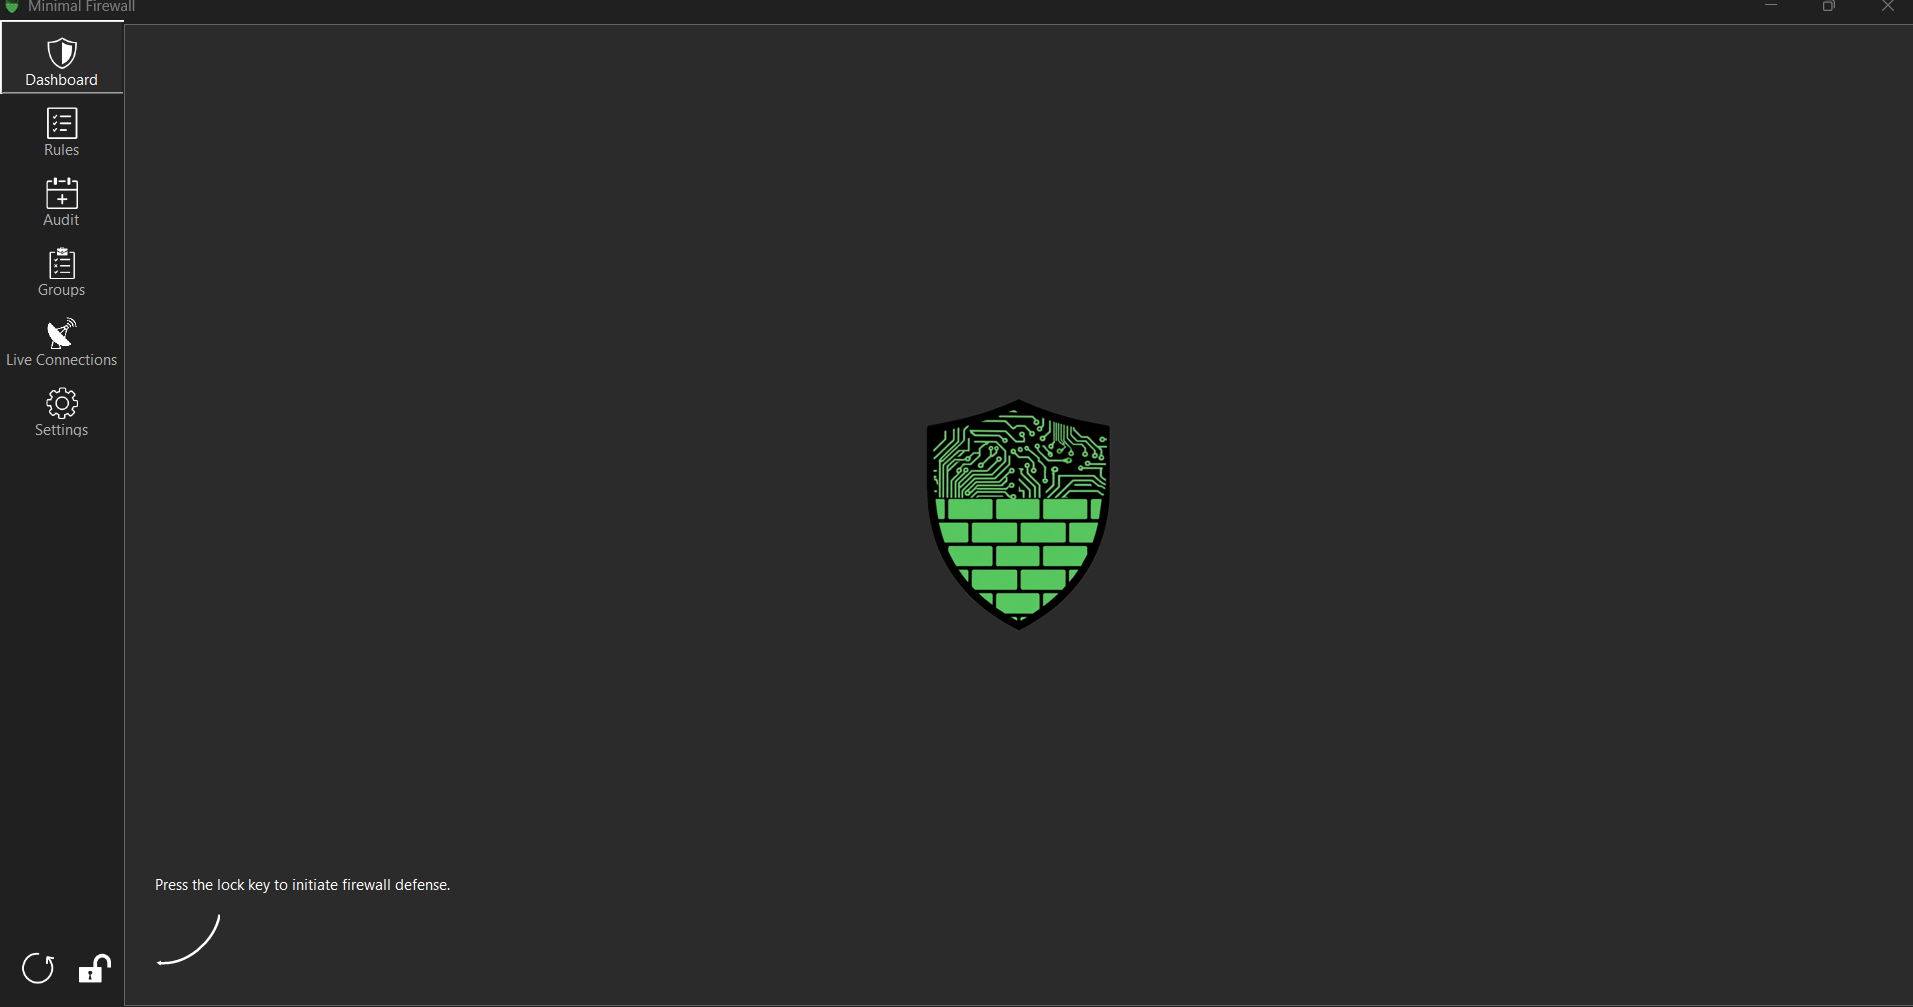 Minimal Firewall
Dashboard
Rules
Audit
Groups
Live Connections
Settings
Press the lock key to initiate firewall defense.